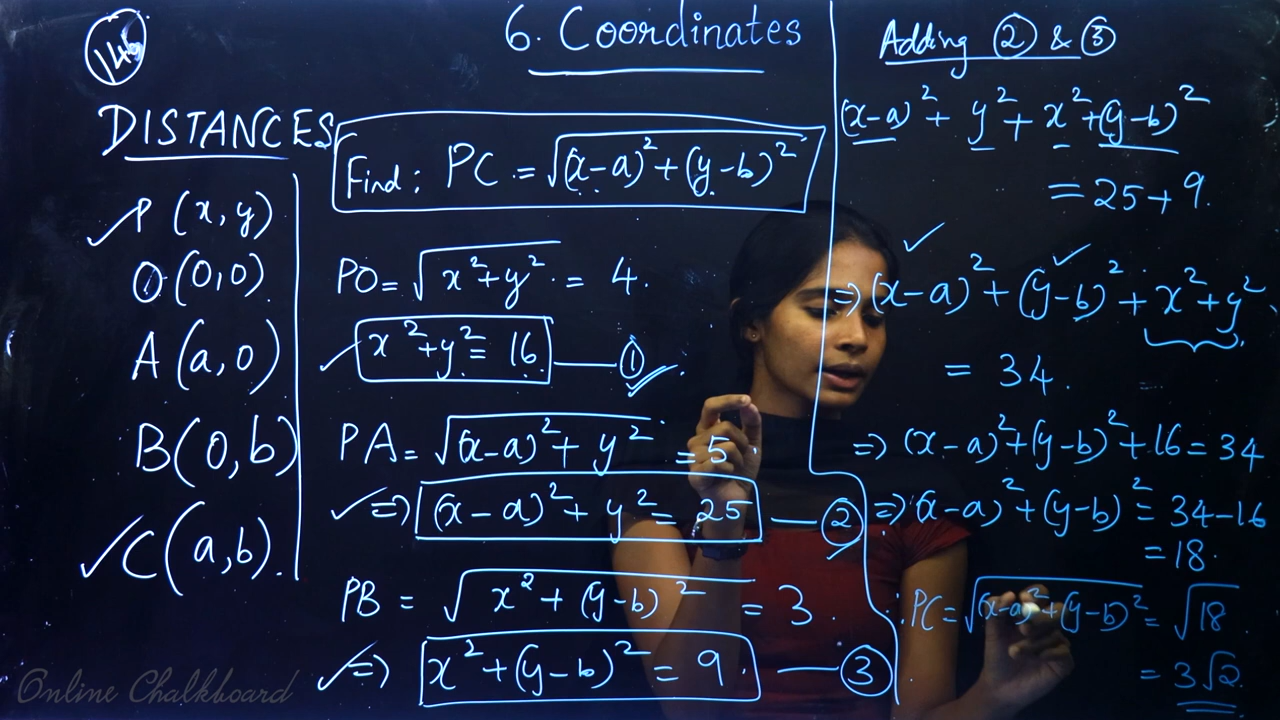 146
6. Coordinates
DISTANCES
P (x, y)
O (0,0)
A (a, 0)
B (0, b)
C (a, b).
Find: PC = √(x-a)² + (y-b)²
PO = √x² + y² = 4.
x² + y² = 16 — ①
PA = √(x-a)² + y² = 5.
⇒ (x-a)² + y² = 25 — ②
PB = √x² + (y-b)² = 3.
⇒ x² + (y-b)² = 9. — ③
Adding ② & ③
(x-a)² + y² + x² + (y-b)²
= 25 + 9.
⇒ (x-a)² + (y-b)² + x² + y²
= 34.
⇒ (x-a)² + (y-b)² + 16 = 34
⇒ (x-a)² + (y-b)² = 34-16
= 18.
∴ PC = √(x-a)² + (y-b)² = √18
= 3√2.
Online Chalkboard